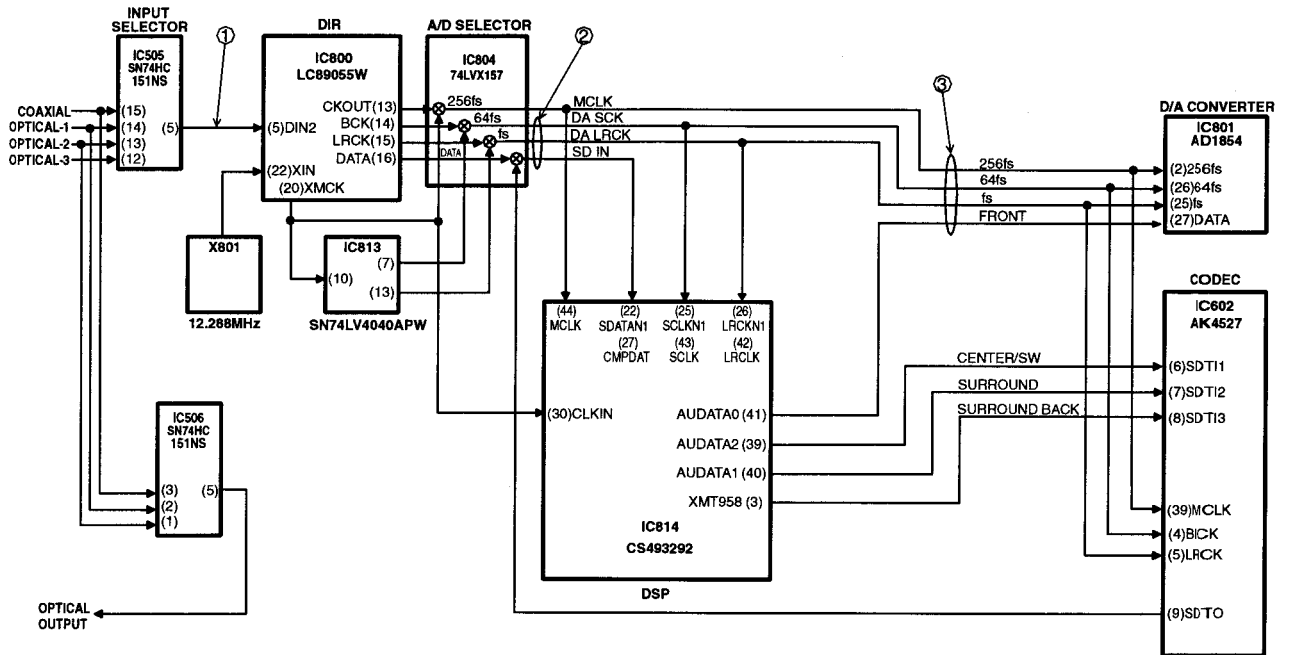 INPUT
SELECTOR
IC505
SN74HC
151NS
COAXIAL
OPTICAL-1
OPTICAL-2
OPTICAL-3
(15)
(14)
(13)
(12)
(5)
1
DIR
IC800
LC89055W
(5)DIN2
(22)XIN
(20)XMCK
CKOUT(13)
BCK(14)
LRCK(15)
DATA(16)
DATA
A/D SELECTOR
IC804
74LVX157
256fs
64fs
fs
2
MCLK
DA SCK
DA LRCK
SD IN
3
256fs
64fs
fs
FRONT
D/A CONVERTER
IC801
AD1854
(2)256fs
(26)64fs
(25)fs
(27)DATA
X801
12.288MHz
IC813
(7)
(10)
(13)
SN74LV4040APW
(44)
MCLK
(22)
SDATAN1
(27)
CMPDAT
(25)
SCLKN1
(43)
SCLK
(26)
LRCKN1
(42)
LRCLK
(30)CLKIN
AUDATA0 (41)
AUDATA2 (39)
AUDATA1 (40)
XMT958 (3)
IC814
CS493292
DSP
CENTER/SW
SURROUND
SURROUND BACK
CODEC
IC602
AK4527
(6)SDTI1
(7)SDTI2
(8)SDTI3
(39)MCLK
(4)BICK
(5)LRCK
(9)SDTO
IC506
SN74HC
151NS
(3)
(2)
(1)
(5)
OPTICAL
OUTPUT